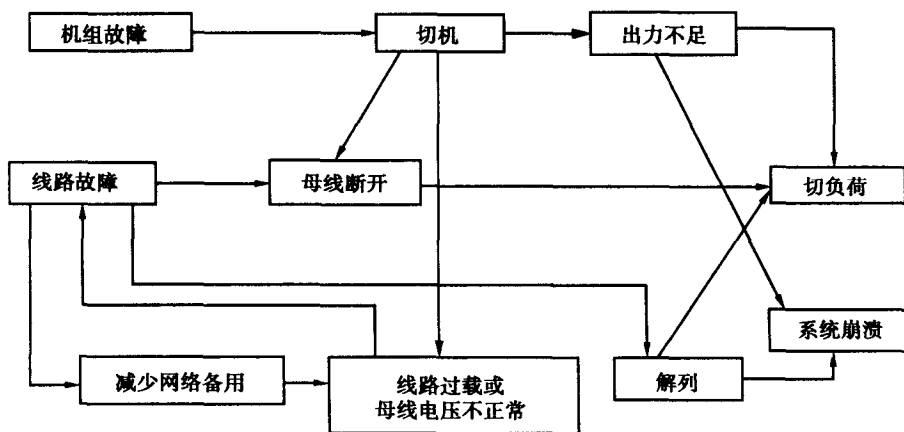 机组故障
切机
出力不足
线路故障
母线断开
切负荷
系统崩溃
减少网络备用
线路过载或
母线电压不正常
解列